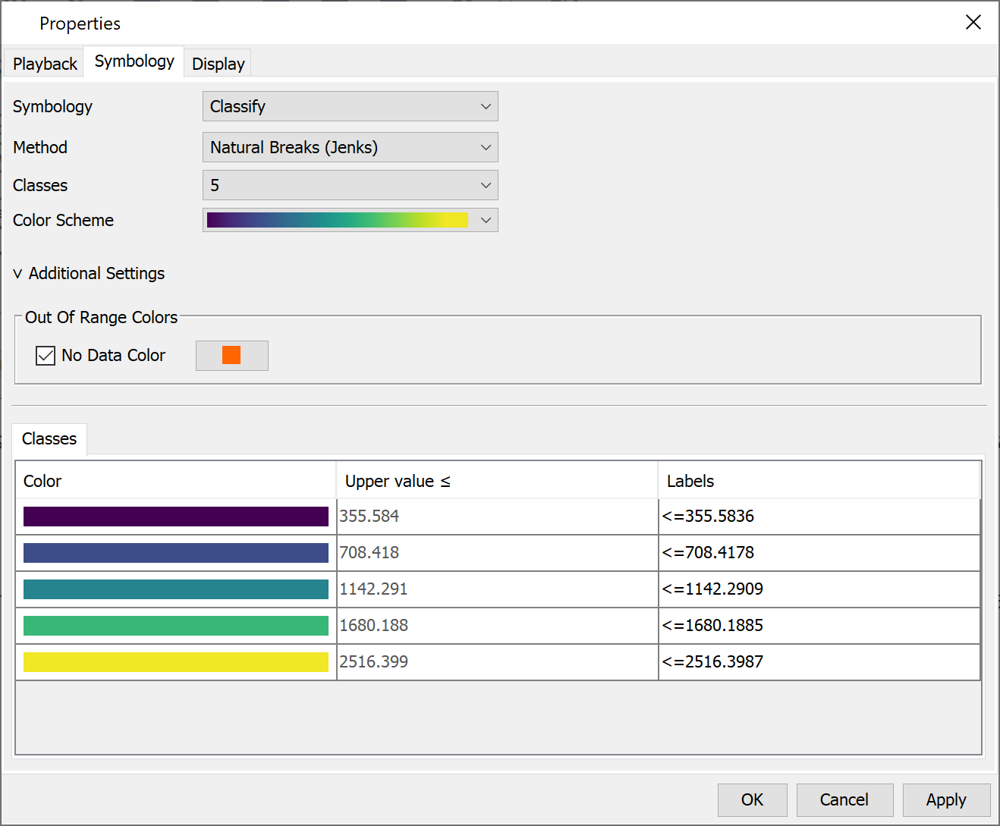 Properties
Playback Symbology Display
Symbology Classify
Method Natural Breaks (Jenks)
Classes 5
Color Scheme
Additional Settings
Out Of Range Colors
No Data Color
Classes
Color Upper value ≤ Labels
355.584 <=355.5836
708.418 <=708.4178
1142.291 <=1142.2909
1680.188 <=1680.1885
2516.399 <=2516.3987
OK Cancel Apply